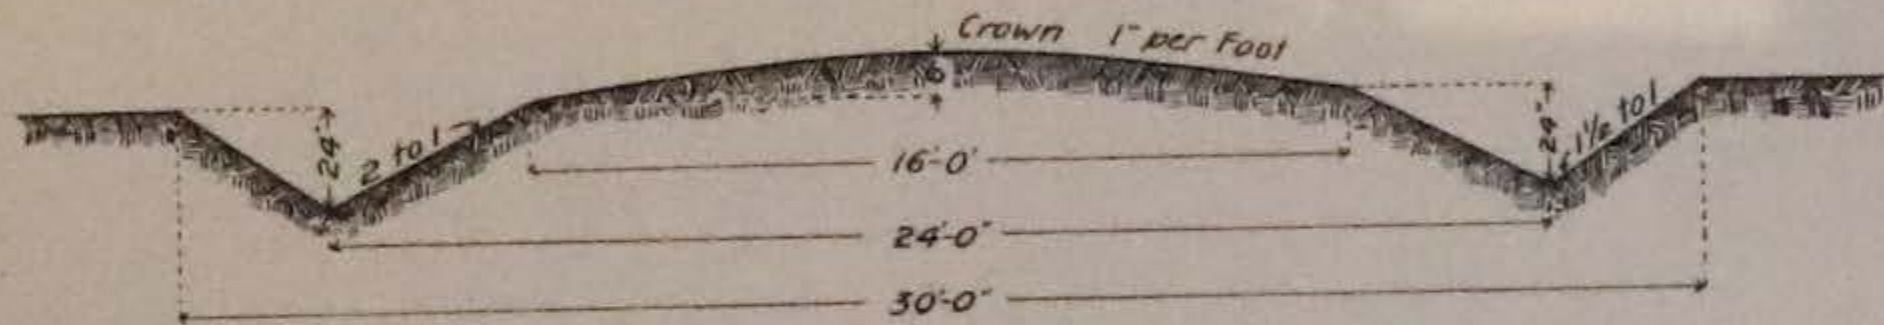 Crown 1" per Foot
6"
24"
2 to 1
16'-0"
24"
1½ to 1
24'-0"
30'-0"